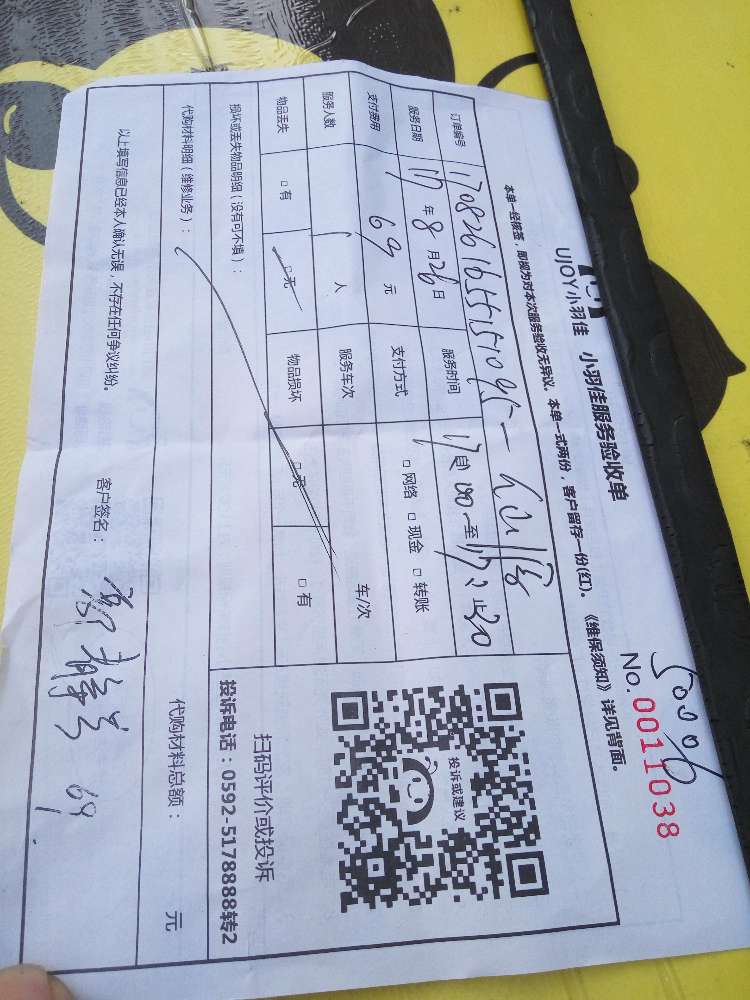 UJOY小羽佳 小羽佳服务验收单
5000%
No.0011038
本单一经接签，即视为对本次服务验收无异议。本单一式两份，客户留存一份(红)。《维保须知》详见背面。
订单编号
服务日期 17 年 8 月 26 日 服务时间 17 时 00 至 17:30
支付费用 69 元 支付方式 □网络 □现金 □转账
服务人数 1 人 服务车次 车/次
物品丢失 □有 □无 物品损坏 □无 □有
损坏或丢失物品明细（没有可不填）：
代购材料明细（维修业务）：
代购材料总额： 元
投诉或建议
扫码评价或投诉
投诉电话：0592-5178888转2
以上填写信息已经本人确认无误，不存在任何争议纠纷。
客户签名： 69